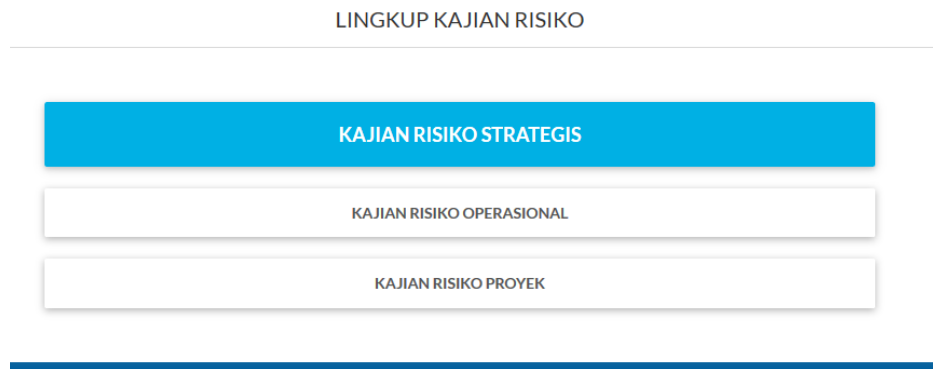 LINGKUP KAJIAN RISIKO
KAJIAN RISIKO STRATEGIS
KAJIAN RISIKO OPERASIONAL
KAJIAN RISIKO PROYEK